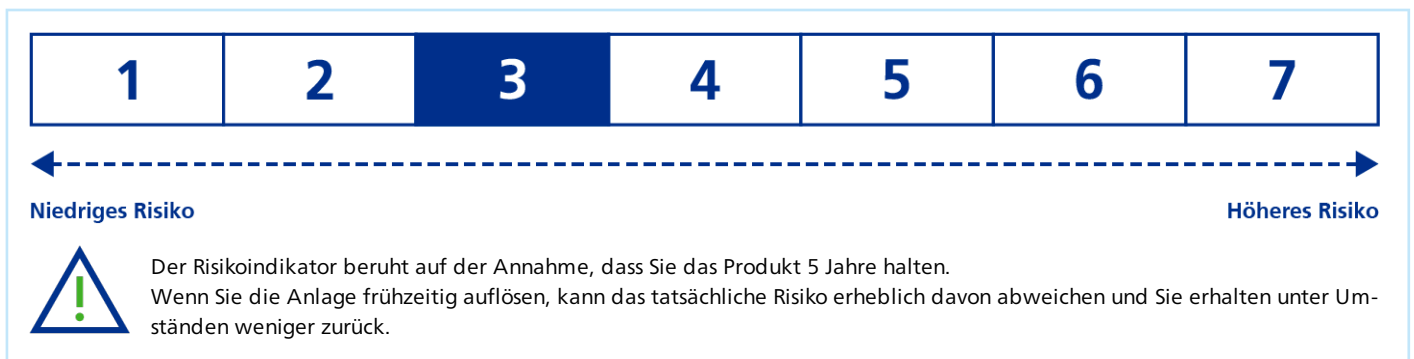 1 2 3 4 5 6 7
Niedriges Risiko Höheres Risiko
Der Risikoindikator beruht auf der Annahme, dass Sie das Produkt 5 Jahre halten.
Wenn Sie die Anlage frühzeitig auflösen, kann das tatsächliche Risiko erheblich davon abweichen und Sie erhalten unter Um-
ständen weniger zurück.